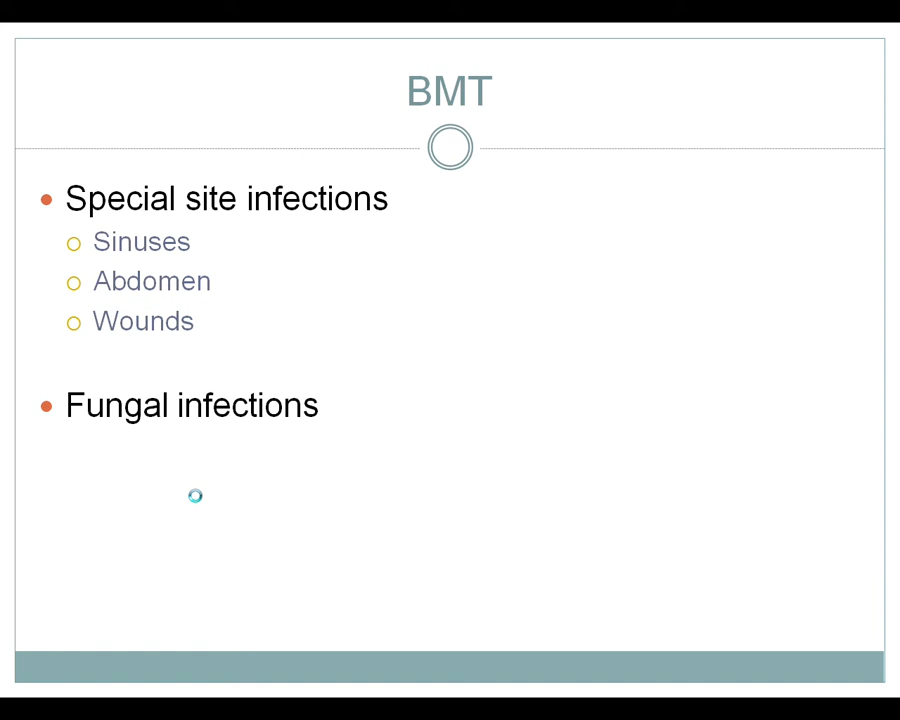 BMT
Special site infections
Sinuses
Abdomen
Wounds
Fungal infections